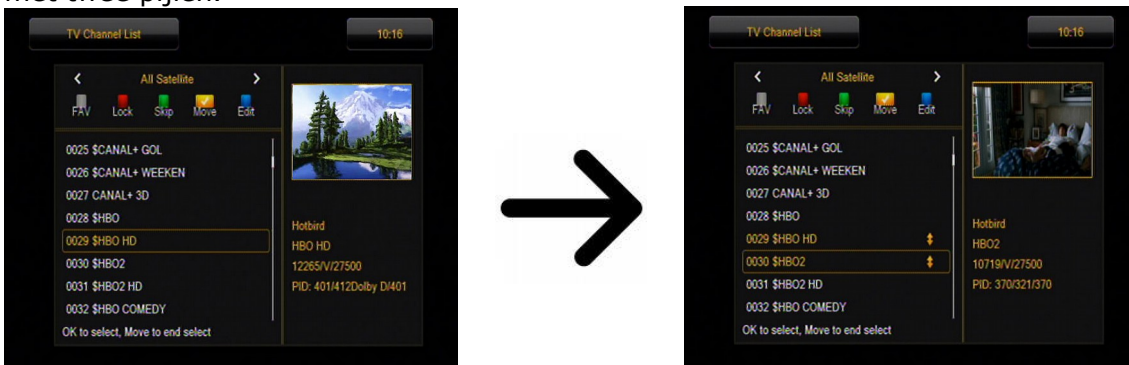 met twee pijlen.
TV Channel List
10:16
All Satellite
FAV Lock Skip Move Edit
0025 $CANAL+ GOL
0026 $CANAL+ WEEKEN
0027 CANAL+ 3D
0028 $HBO
0029 $HBO HD
0030 $HBO2
0031 $HBO2 HD
0032 $HBO COMEDY
OK to select, Move to end select
Hotbird
HBO HD
12265/V/27500
PID: 401/412Dolby D/401
TV Channel List
10:16
All Satellite
FAV Lock Skip Move Edit
0025 $CANAL+ GOL
0026 $CANAL+ WEEKEN
0027 CANAL+ 3D
0028 $HBO
0029 $HBO HD
0030 $HBO2
0031 $HBO2 HD
0032 $HBO COMEDY
OK to select, Move to end select
Hotbird
HBO2
10719/V/27500
PID: 370/321/370